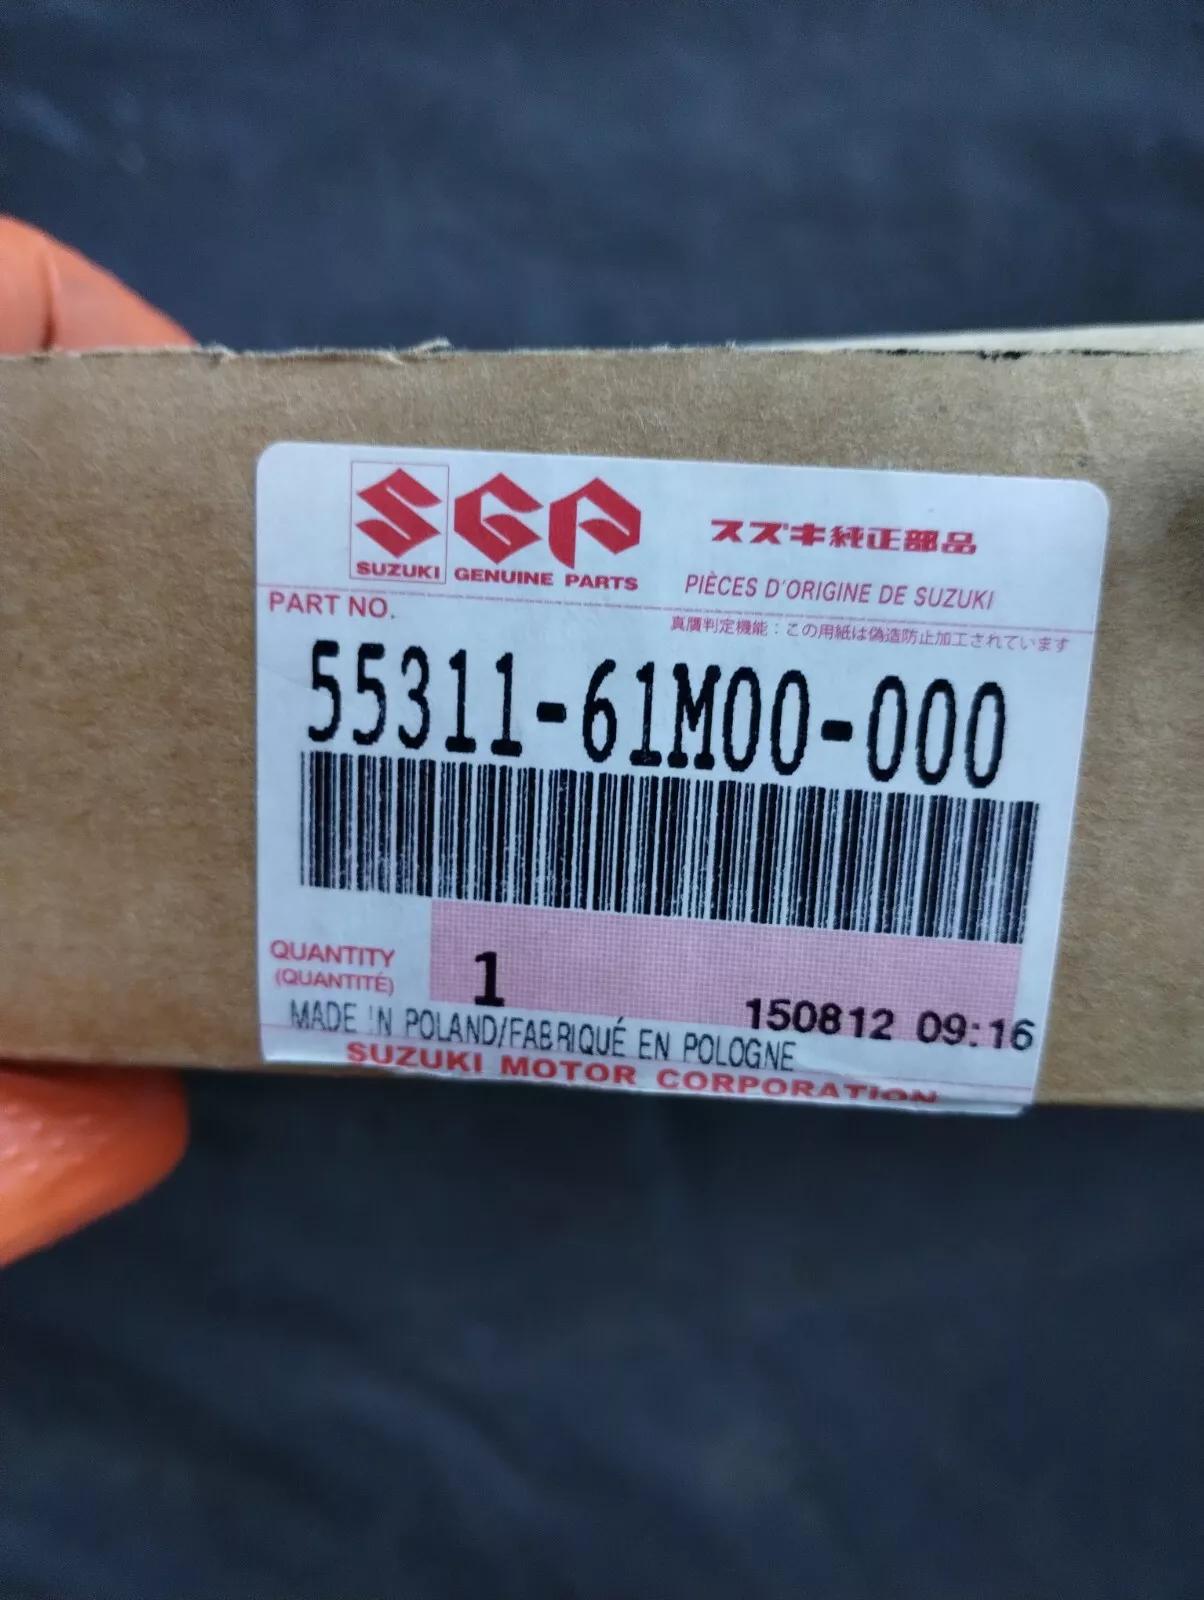 SUZUKI GENUINE PARTS
スズキ純正部品
PIÈCES D'ORIGINE DE SUZUKI
PART NO.
真贋判定機能：この用紙は偽造防止加工されています
55311-61M00-000
QUANTITY
(QUANTITÉ)
1
150812 09:16
MADE IN POLAND/FABRIQUÉ EN POLOGNE
SUZUKI MOTOR CORPORATION